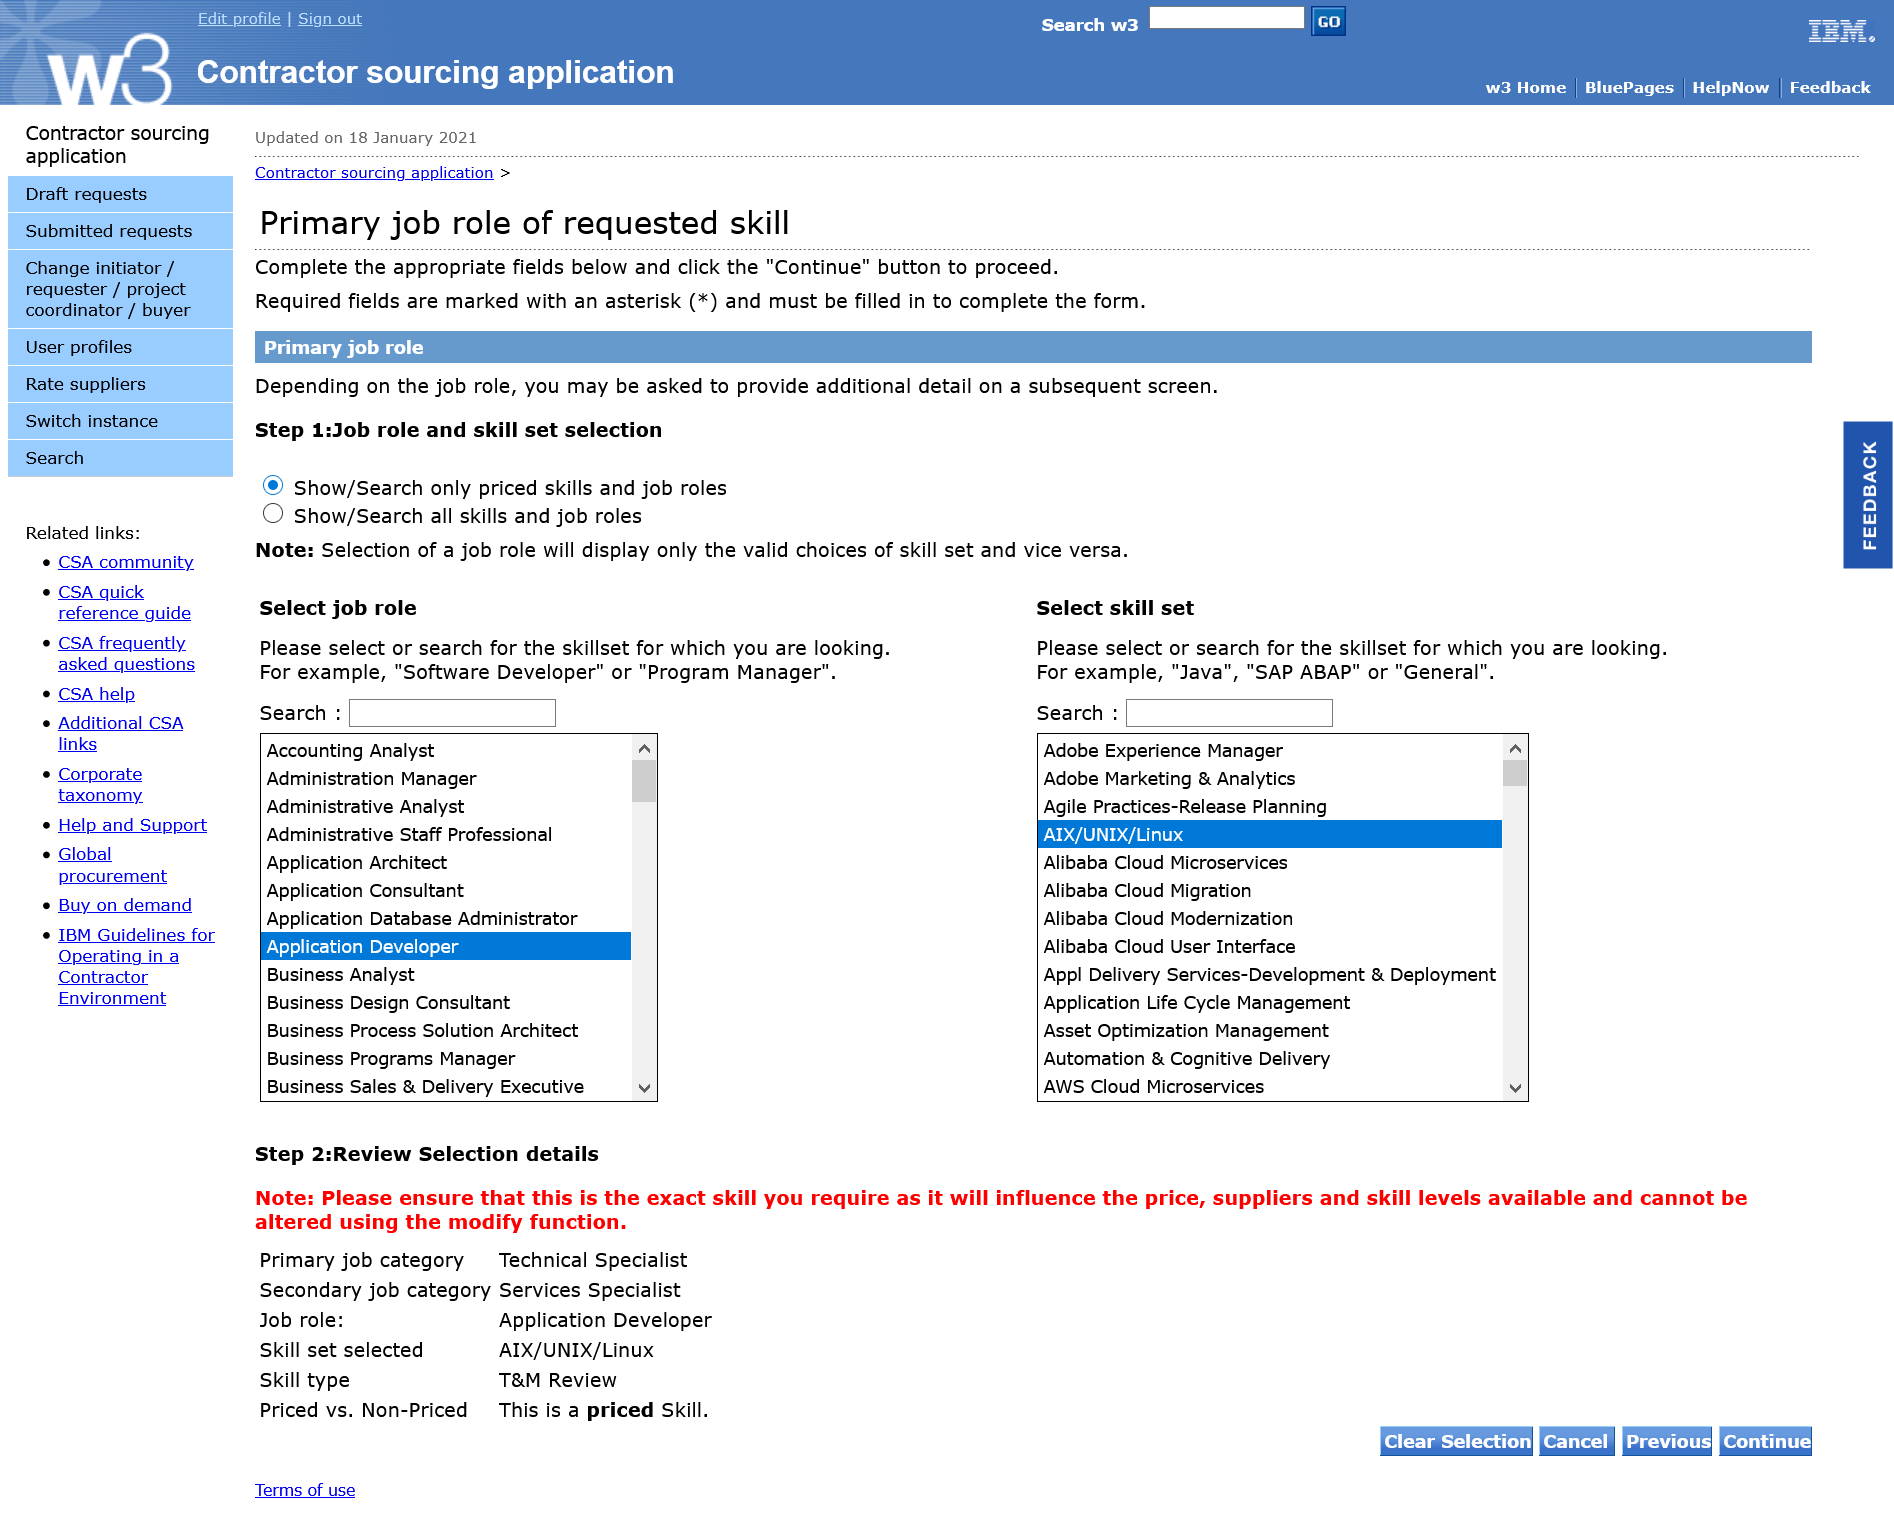 Edit profile | Sign out
Search w3
GO
IBM
w3
Contractor sourcing application
w3 Home
BluePages
HelpNow
Feedback
Contractor sourcing
application
Draft requests
Submitted requests
Change initiator /
requester / project
coordinator / buyer
User profiles
Rate suppliers
Switch instance
Search
Related links:
CSA community
CSA quick
reference guide
CSA frequently
asked questions
CSA help
Additional CSA
links
Corporate
taxonomy
Help and Support
Global
procurement
Buy on demand
IBM Guidelines for
Operating in a
Contractor
Environment
Updated on 18 January 2021
Contractor sourcing application >
Primary job role of requested skill
Complete the appropriate fields below and click the "Continue" button to proceed.
Required fields are marked with an asterisk (*) and must be filled in to complete the form.
Primary job role
Depending on the job role, you may be asked to provide additional detail on a subsequent screen.
Step 1:Job role and skill set selection
Show/Search only priced skills and job roles
Show/Search all skills and job roles
Note: Selection of a job role will display only the valid choices of skill set and vice versa.
Select job role
Please select or search for the skillset for which you are looking.
For example, "Software Developer" or "Program Manager".
Search :
Accounting Analyst
Administration Manager
Administrative Analyst
Administrative Staff Professional
Application Architect
Application Consultant
Application Database Administrator
Application Developer
Business Analyst
Business Design Consultant
Business Process Solution Architect
Business Programs Manager
Business Sales & Delivery Executive
Select skill set
Please select or search for the skillset for which you are looking.
For example, "Java", "SAP ABAP" or "General".
Search :
Adobe Experience Manager
Adobe Marketing & Analytics
Agile Practices-Release Planning
AIX/UNIX/Linux
Alibaba Cloud Microservices
Alibaba Cloud Migration
Alibaba Cloud Modernization
Alibaba Cloud User Interface
Appl Delivery Services-Development & Deployment
Application Life Cycle Management
Asset Optimization Management
Automation & Cognitive Delivery
AWS Cloud Microservices
FEEDBACK
Step 2:Review Selection details
Note: Please ensure that this is the exact skill you require as it will influence the price, suppliers and skill levels available and cannot be
altered using the modify function.
Primary job category Technical Specialist
Secondary job category Services Specialist
Job role: Application Developer
Skill set selected AIX/UNIX/Linux
Skill type T&M Review
Priced vs. Non-Priced This is a priced Skill.
Clear Selection
Cancel
Previous
Continue
Terms of use